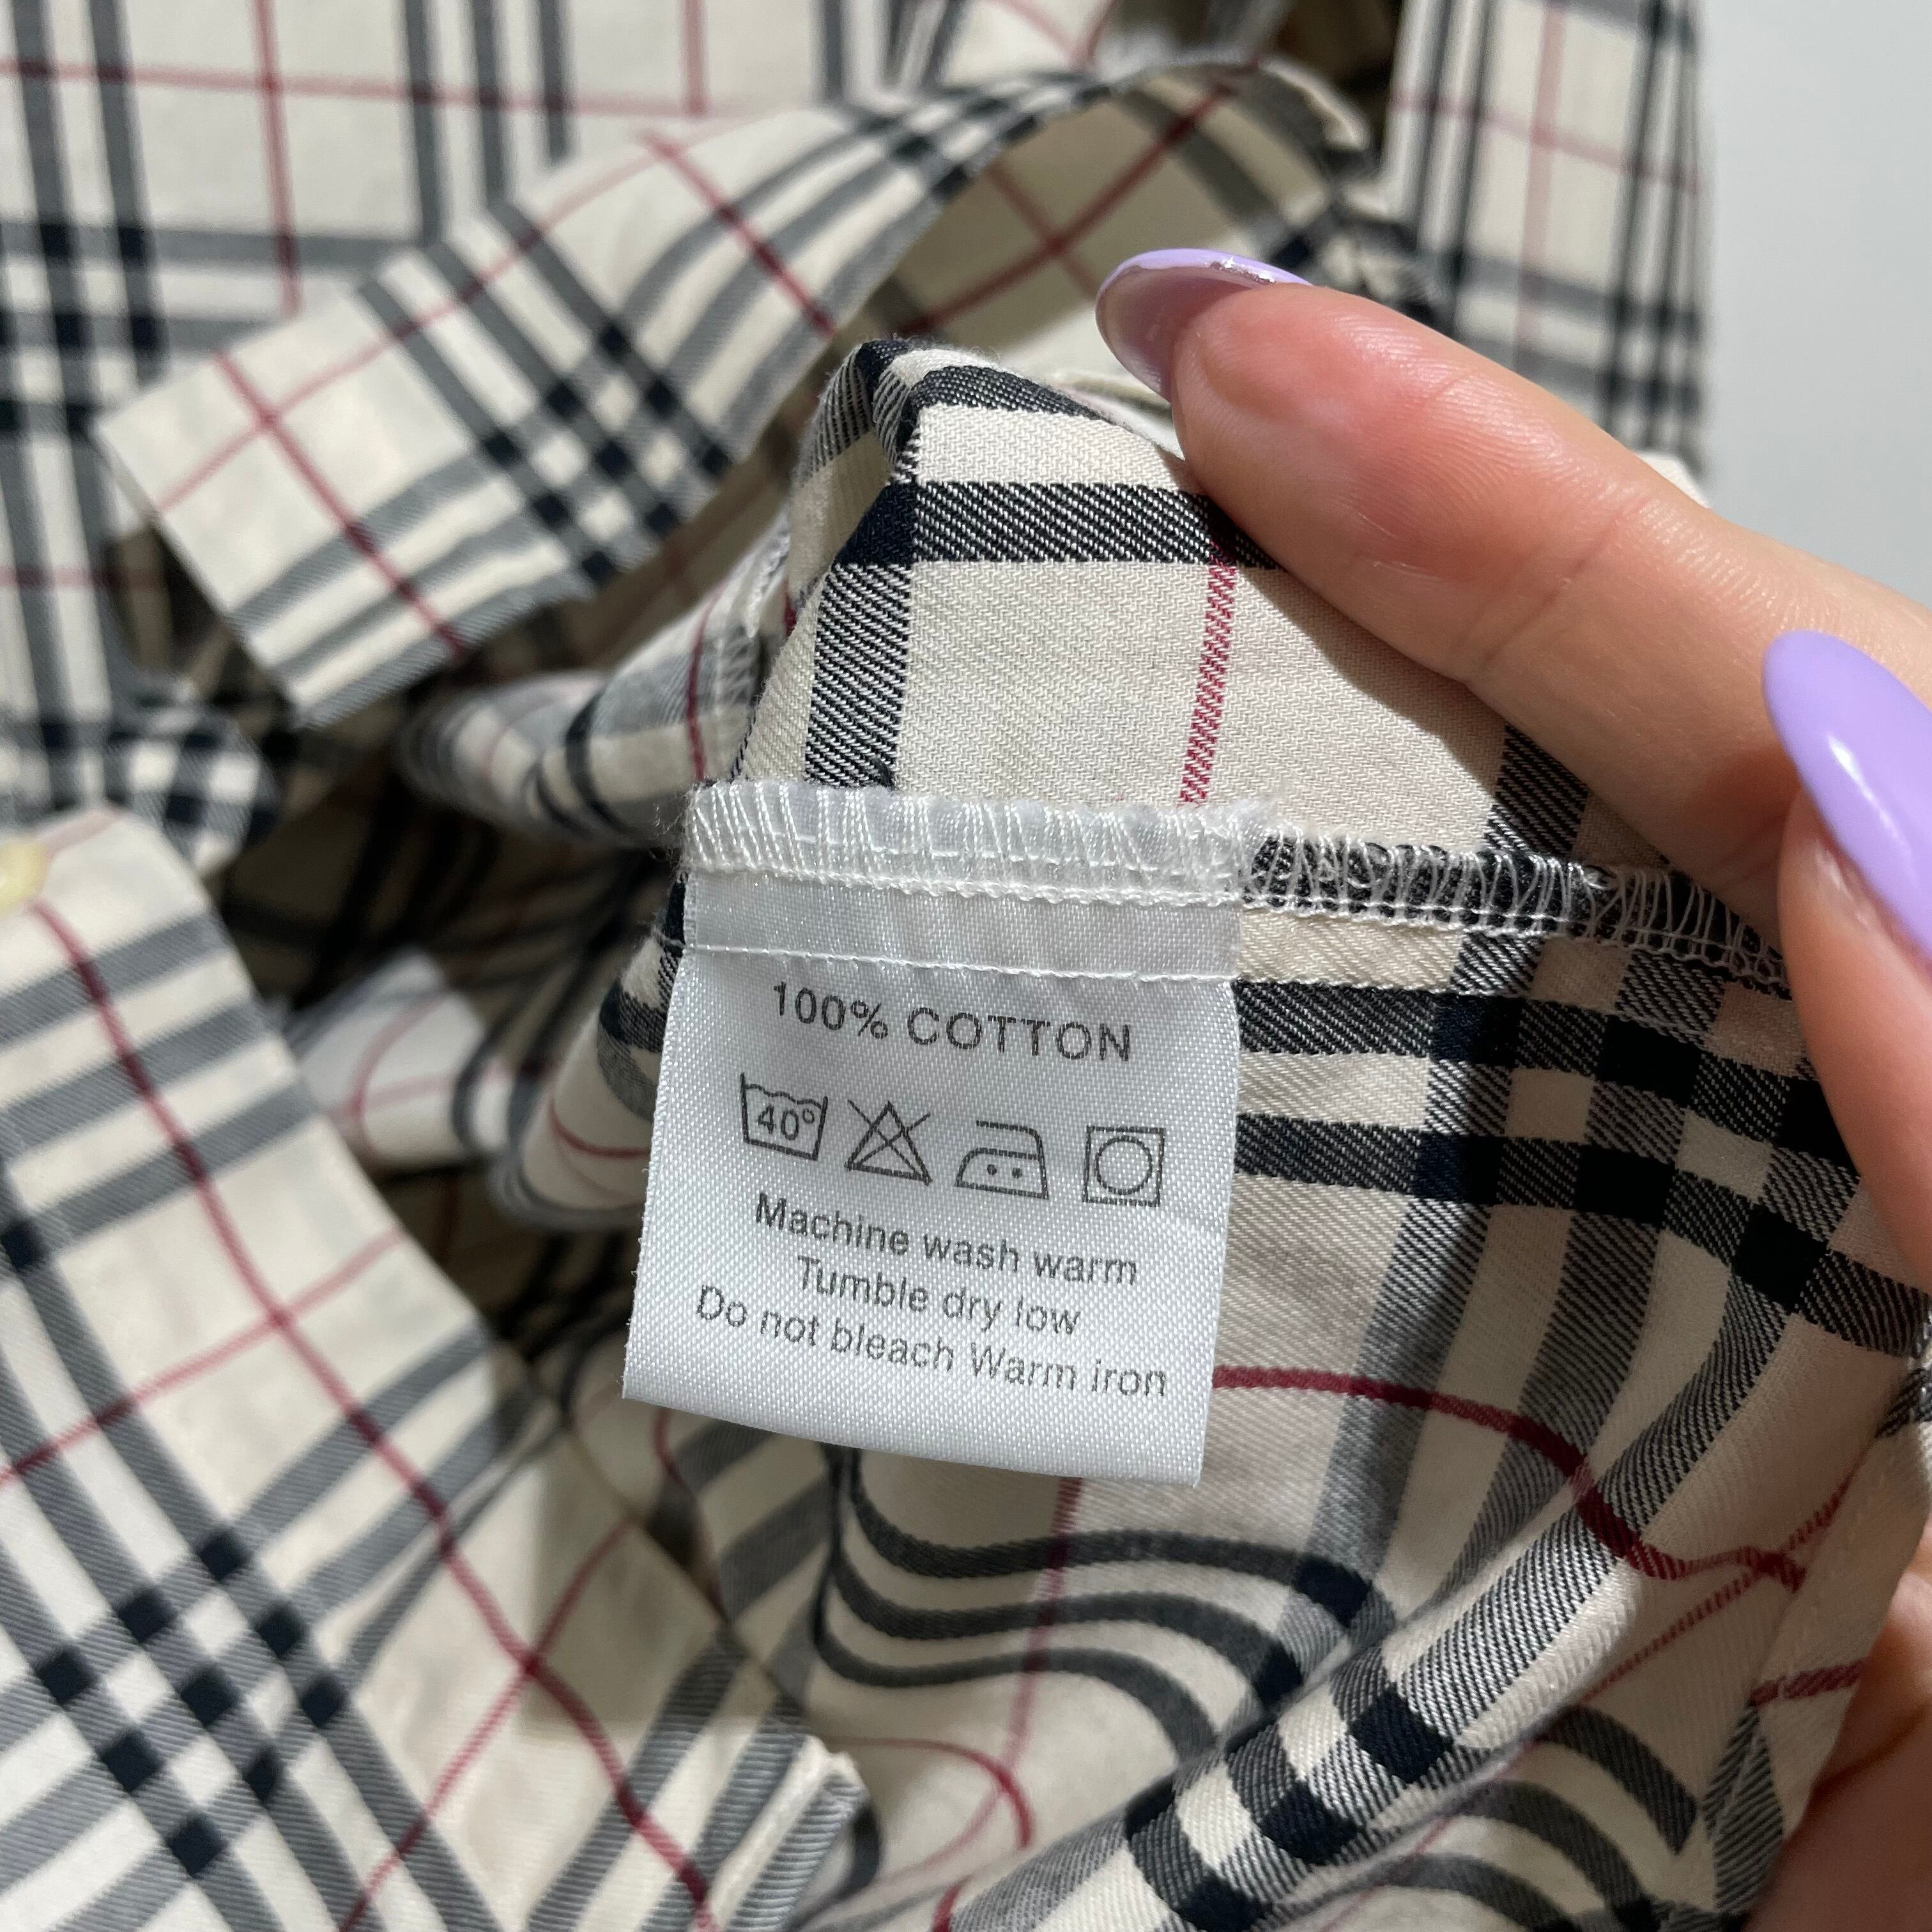 100% COTTON
40°
Machine wash warm
Tumble dry low
Do not bleach Warm iron